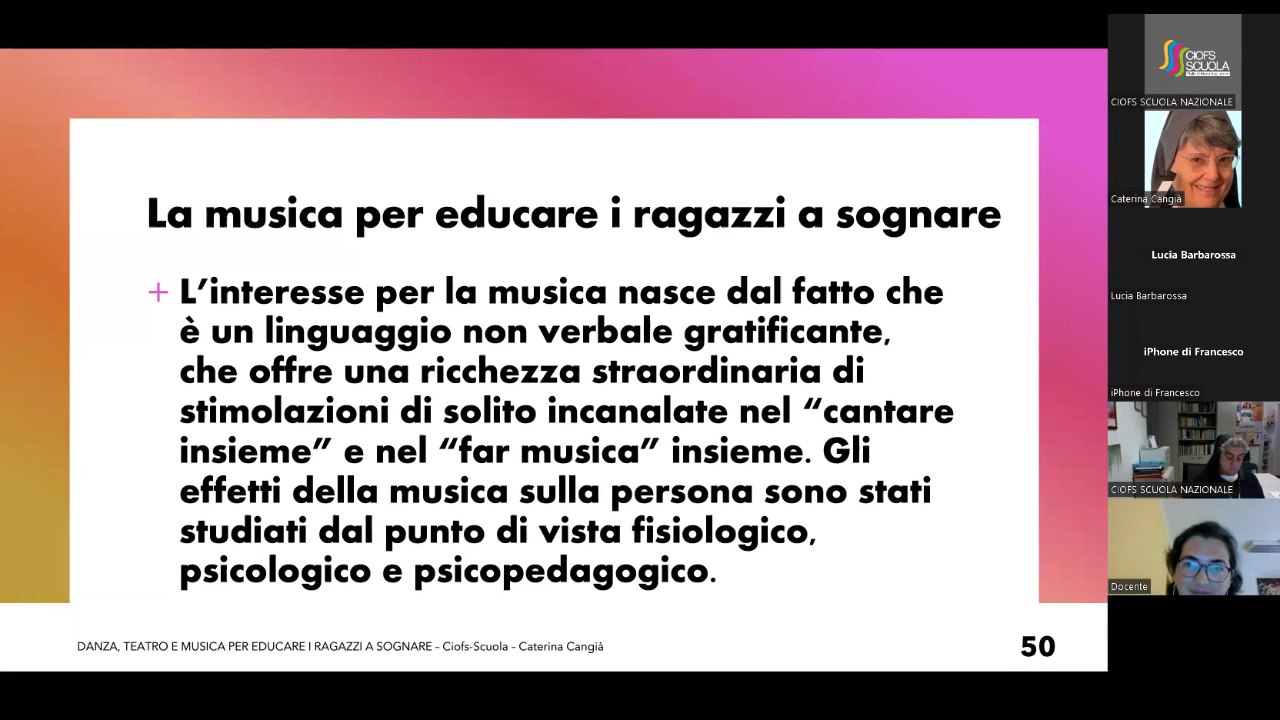 La musica per educare i ragazzi a sognare
+ L’interesse per la musica nasce dal fatto che
è un linguaggio non verbale gratificante,
che offre una ricchezza straordinaria di
stimolazioni di solito incanalate nel “cantare
insieme” e nel “far musica” insieme. Gli
effetti della musica sulla persona sono stati
studiati dal punto di vista fisiologico,
psicologico e psicopedagogico.
DANZA, TEATRO E MUSICA PER EDUCARE I RAGAZZI A SOGNARE – Ciofs-Scuola – Caterina Cangià
50
CIOFS
SCUOLA
CIOFS SCUOLA NAZIONALE
Caterina Cangià
Lucia Barbarossa
Lucia Barbarossa
iPhone di Francesco
iPhone di Francesco
CIOFS SCUOLA NAZIONALE
Docente